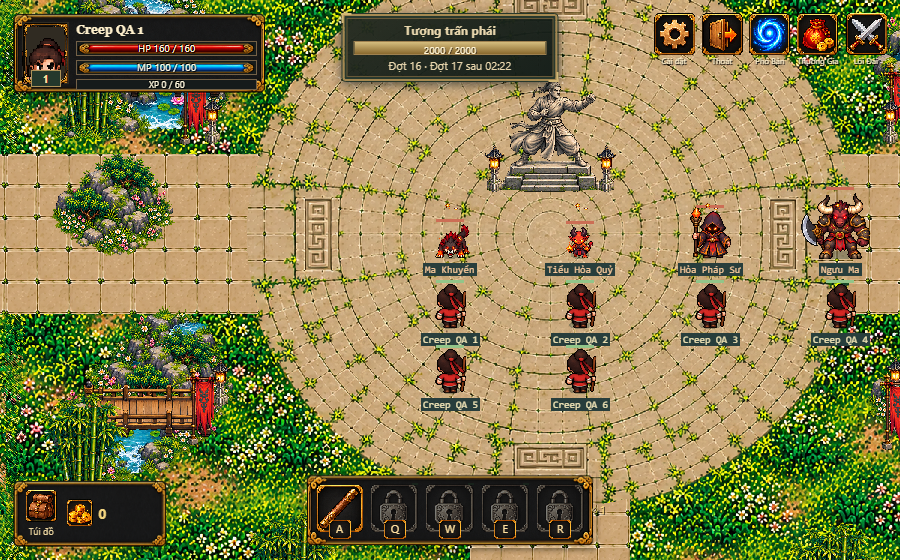 Creep QA 1
HP 160 / 160
MP 100 / 100
1
XP 0 / 60
Tượng trấn phái
2000 / 2000
Đợt 16 · Đợt 17 sau 02:22
Cài đặt
Thoát
Phó Bản
Thương Gia
Lôi Đài
Ma Khuyển
Tiểu Hỏa Quỷ
Hỏa Pháp Sư
Ngưu Ma
Creep QA 1
Creep QA 2
Creep QA 3
Creep QA 4
Creep QA 5
Creep QA 6
Túi đồ
0
A
Q
W
E
R